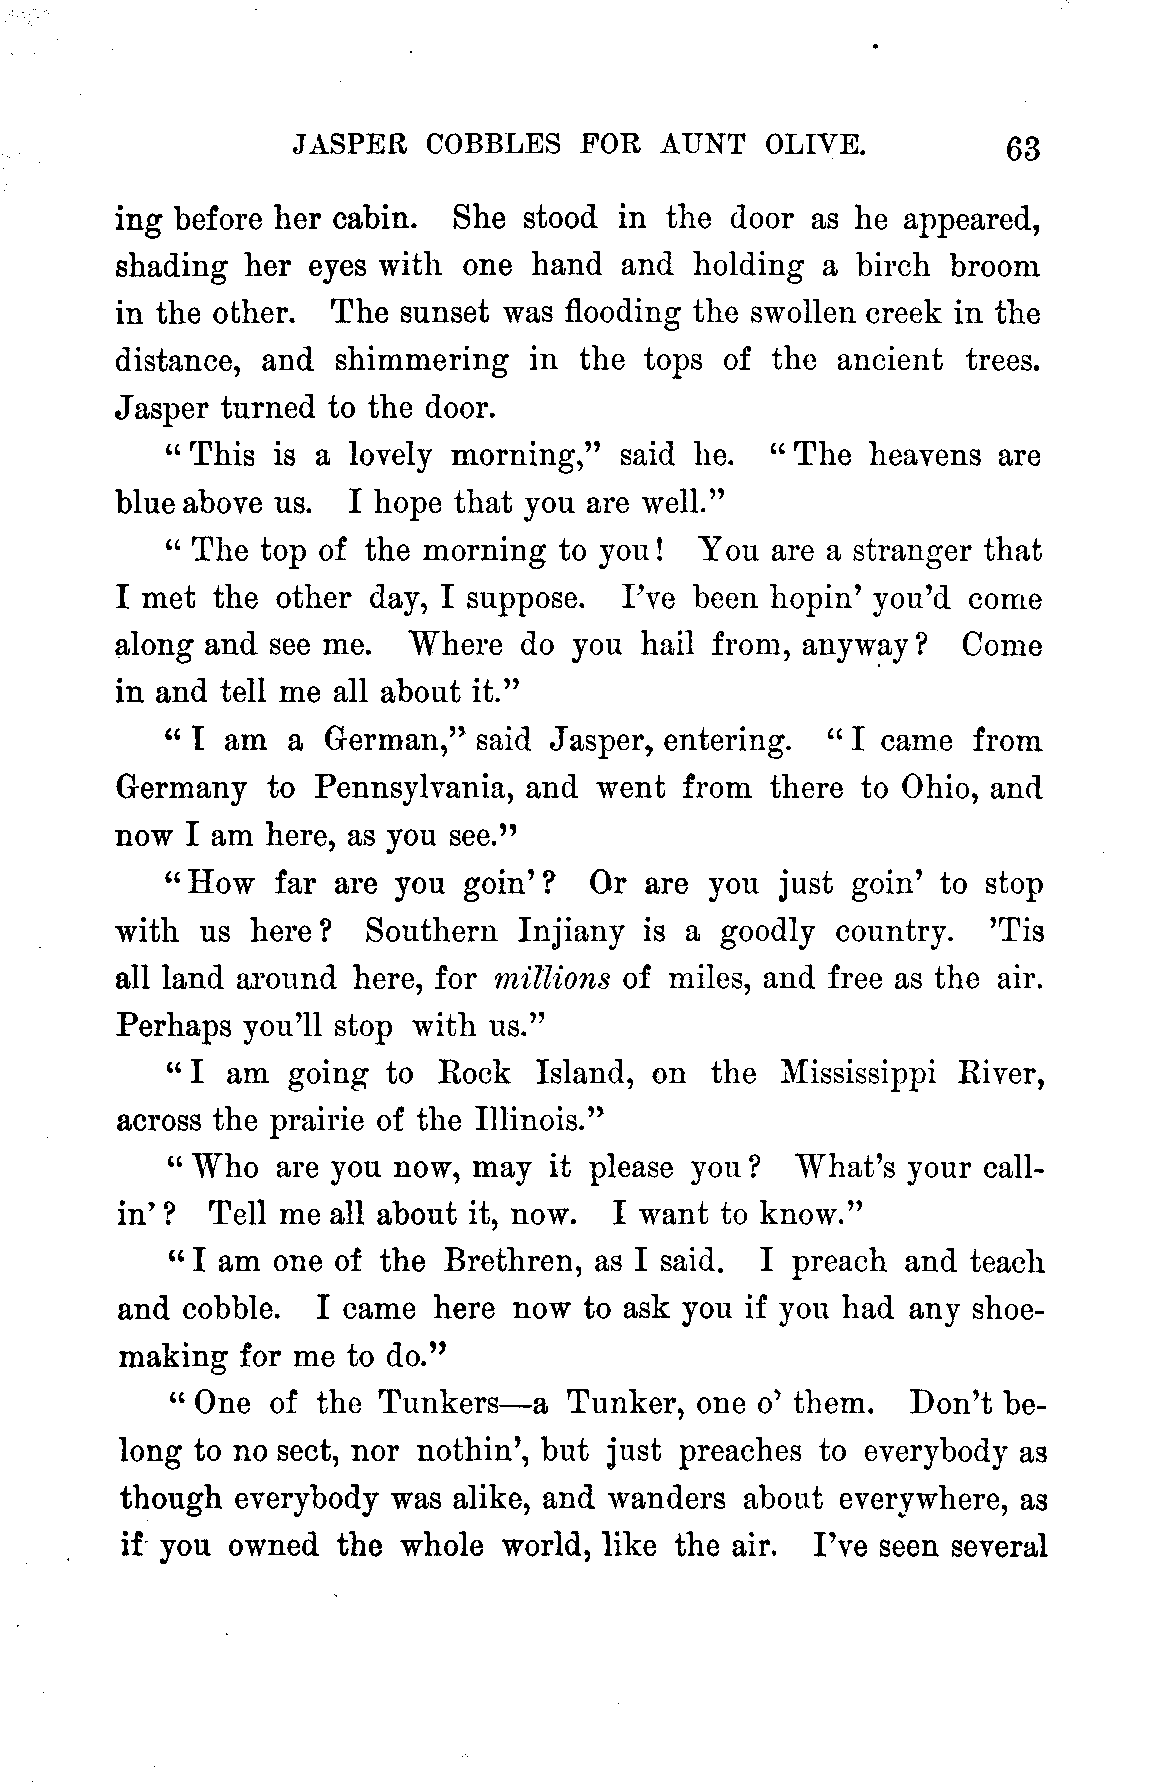 JASPER COBBLES FOR AUNT OLIVE. 63
ing before her cabin. She stood in the door as he appeared,
shading her eyes with one hand and holding a birch broom
in the other. The sunset was flooding the swollen creek in the
distance, and shimmering in the tops of the ancient trees.
Jasper turned to the door.
“This is a lovely morning,” said he. “The heavens are
blue above us. I hope that you are well.”
“The top of the morning to you! You are a stranger that
I met the other day, I suppose. I’ve been hopin’ you’d come
along and see me. Where do you hail from, anyway? Come
in and tell me all about it.”
“I am a German,” said Jasper, entering. “I came from
Germany to Pennsylvania, and went from there to Ohio, and
now I am here, as you see.”
“How far are you goin’? Or are you just goin’ to stop
with us here? Southern Injiany is a goodly country. ’Tis
all land around here, for millions of miles, and free as the air.
Perhaps you’ll stop with us.”
“I am going to Rock Island, on the Mississippi River,
across the prairie of the Illinois.”
“Who are you now, may it please you? What’s your call-
in’? Tell me all about it, now. I want to know.”
“I am one of the Brethren, as I said. I preach and teach
and cobble. I came here now to ask you if you had any shoe-
making for me to do.”
“One of the Tunkers—a Tunker, one o’ them. Don’t be-
long to no sect, nor nothin’, but just preaches to everybody as
though everybody was alike, and wanders about everywhere, as
if you owned the whole world, like the air. I’ve seen several